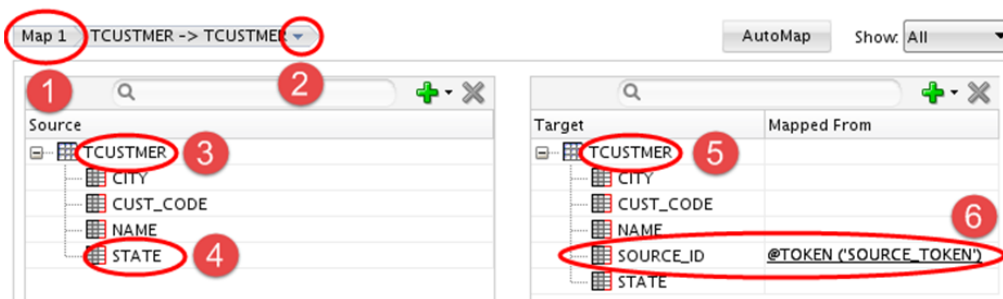 Map 1 TCUSTMER -> TCUSTMER AutoMap Show: All
1 2
Source
TCUSTMER 3
CITY
CUST_CODE
NAME
STATE 4
Target Mapped From
TCUSTMER 5
CITY
CUST_CODE
NAME 6
SOURCE_ID @TOKEN ('SOURCE_TOKEN')
STATE